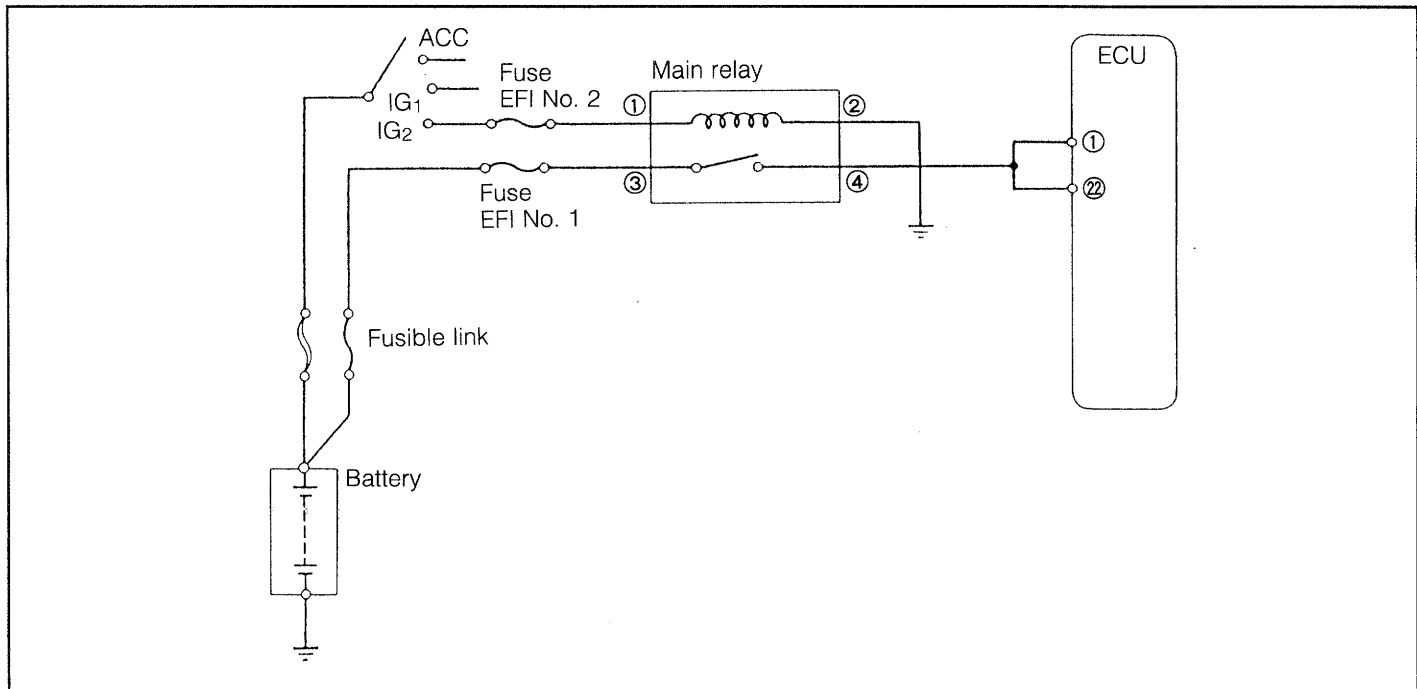 ACC
IG1
IG2
Fuse
EFI No. 2
Main relay
①
②
③
④
Fuse
EFI No. 1
ECU
①
㉒
Fusible link
Battery